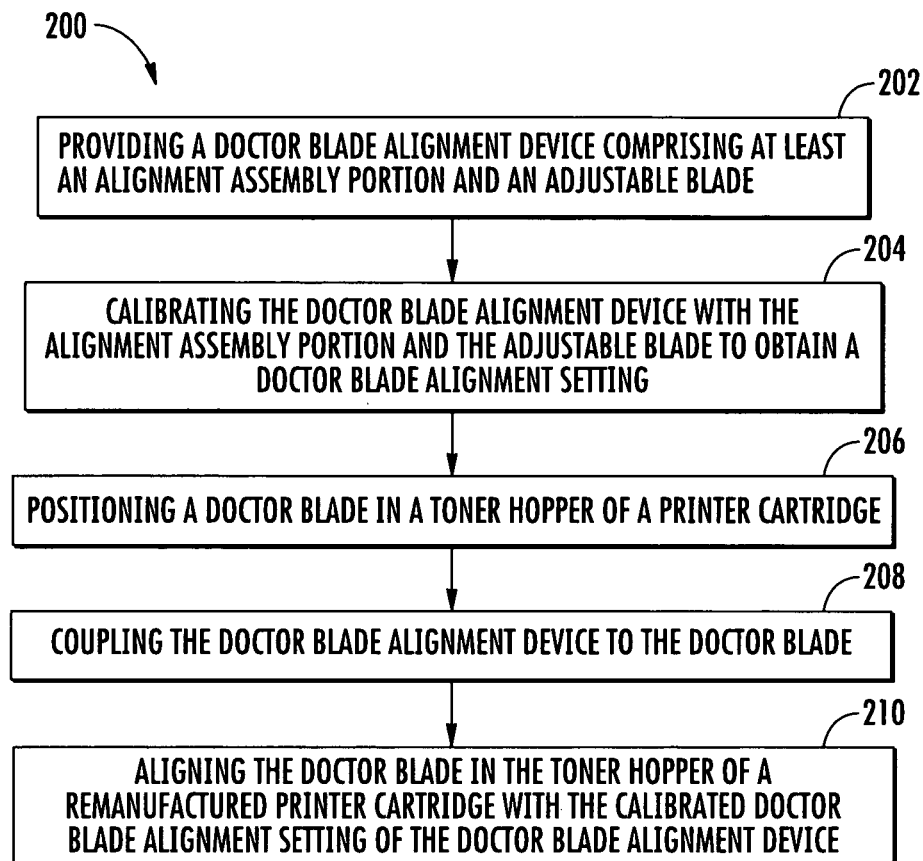 200
202
PROVIDING A DOCTOR BLADE ALIGNMENT DEVICE COMPRISING AT LEAST
AN ALIGNMENT ASSEMBLY PORTION AND AN ADJUSTABLE BLADE
204
CALIBRATING THE DOCTOR BLADE ALIGNMENT DEVICE WITH THE
ALIGNMENT ASSEMBLY PORTION AND THE ADJUSTABLE BLADE TO OBTAIN A
DOCTOR BLADE ALIGNMENT SETTING
206
POSITIONING A DOCTOR BLADE IN A TONER HOPPER OF A PRINTER CARTRIDGE
208
COUPLING THE DOCTOR BLADE ALIGNMENT DEVICE TO THE DOCTOR BLADE
210
ALIGNING THE DOCTOR BLADE IN THE TONER HOPPER OF A
REMANUFACTURED PRINTER CARTRIDGE WITH THE CALIBRATED DOCTOR
BLADE ALIGNMENT SETTING OF THE DOCTOR BLADE ALIGNMENT DEVICE